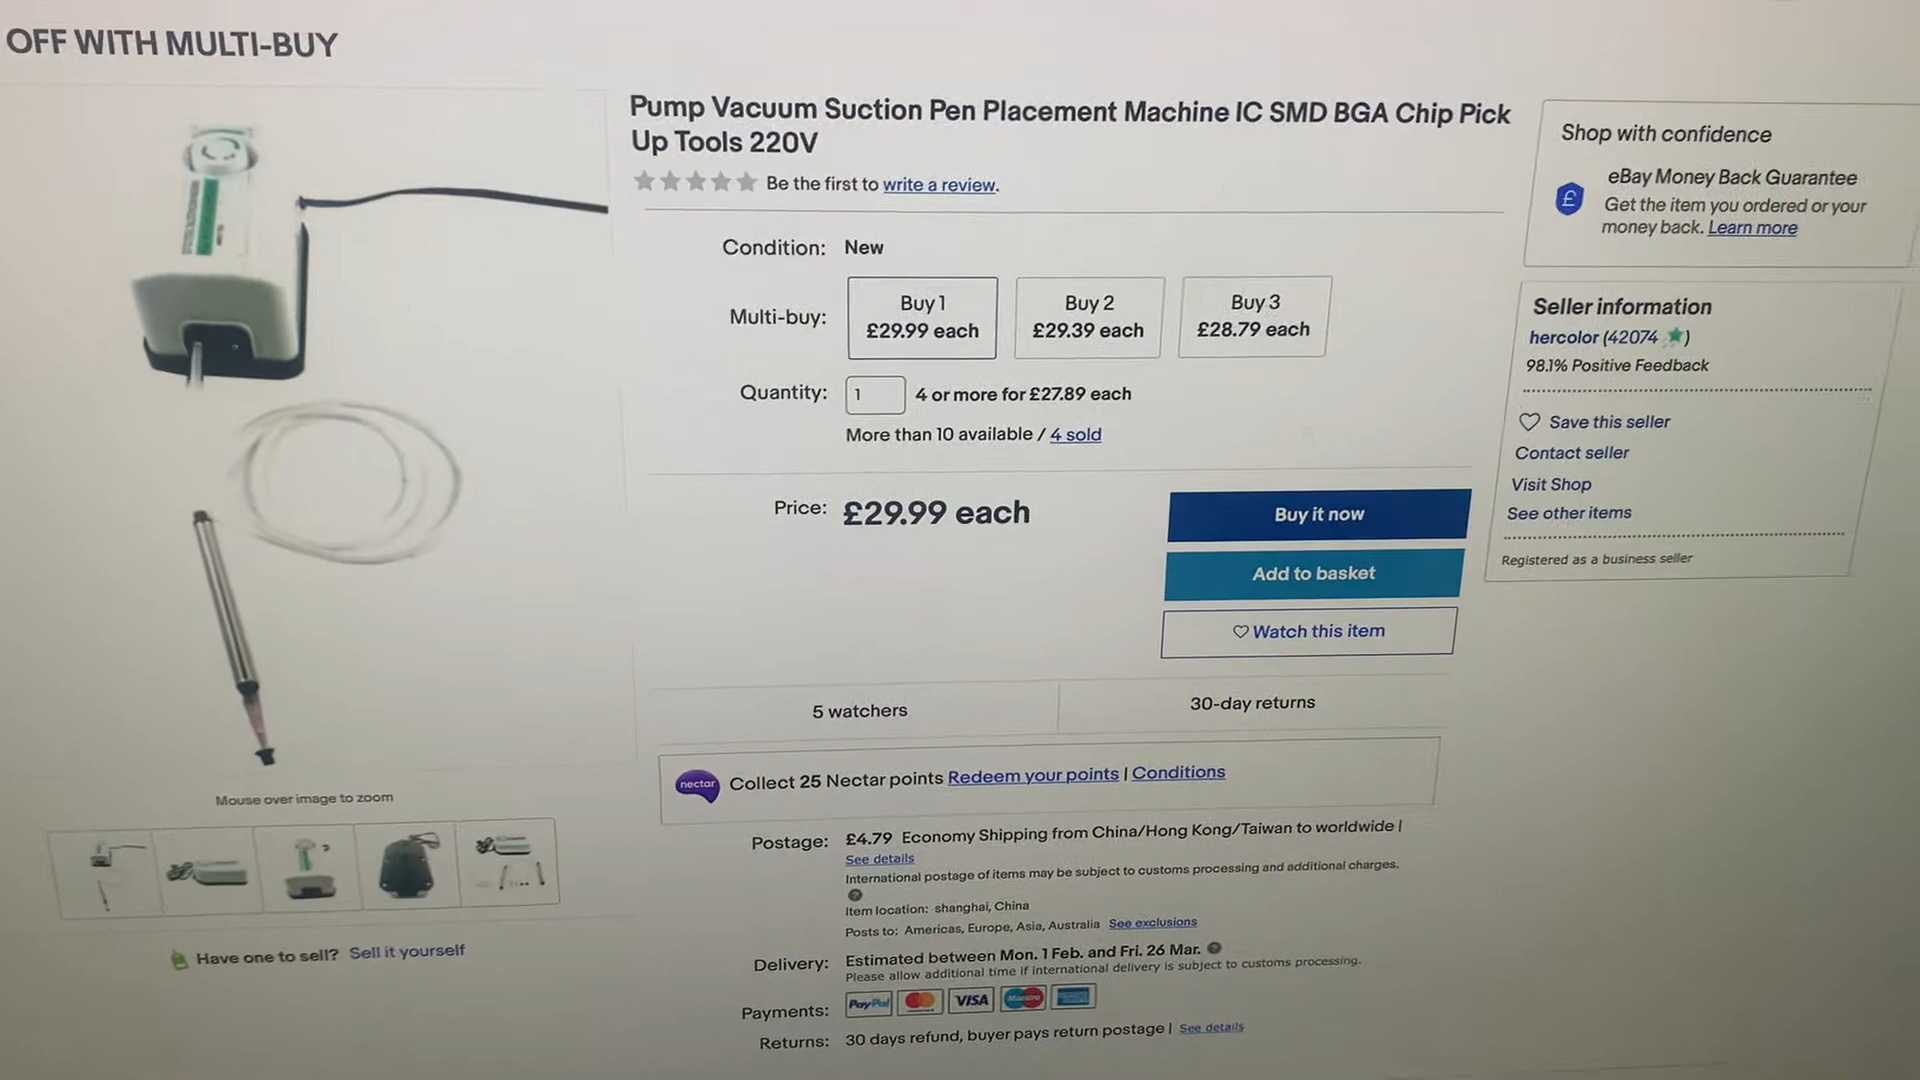 OFF WITH MULTI-BUY
Pump Vacuum Suction Pen Placement Machine IC SMD BGA Chip Pick
Up Tools 220V
Be the first to write a review.
Condition: New
Multi-buy:
Buy 1
£29.99 each
Buy 2
£29.39 each
Buy 3
£28.79 each
Quantity: 1 4 or more for £27.89 each
More than 10 available / 4 sold
Price: £29.99 each
Buy it now
Add to basket
Watch this item
5 watchers
30-day returns
nectar Collect 25 Nectar points Redeem your points | Conditions
Postage: £4.79 Economy Shipping from China/Hong Kong/Taiwan to worldwide |
See details
International postage of items may be subject to customs processing and additional charges.
Item location: shanghai, China
Posts to: Americas, Europe, Asia, Australia See exclusions
Delivery: Estimated between Mon. 1 Feb. and Fri. 26 Mar.
Please allow additional time if international delivery is subject to customs processing.
Payments: PayPal VISA Maestro
Returns: 30 days refund, buyer pays return postage | See details
Mouse over image to zoom
Have one to sell? Sell it yourself
Shop with confidence
eBay Money Back Guarantee
£
Get the item you ordered or your
money back. Learn more
Seller information
hercolor (42074 )
98.1% Positive Feedback
Save this seller
Contact seller
Visit Shop
See other items
Registered as a business seller